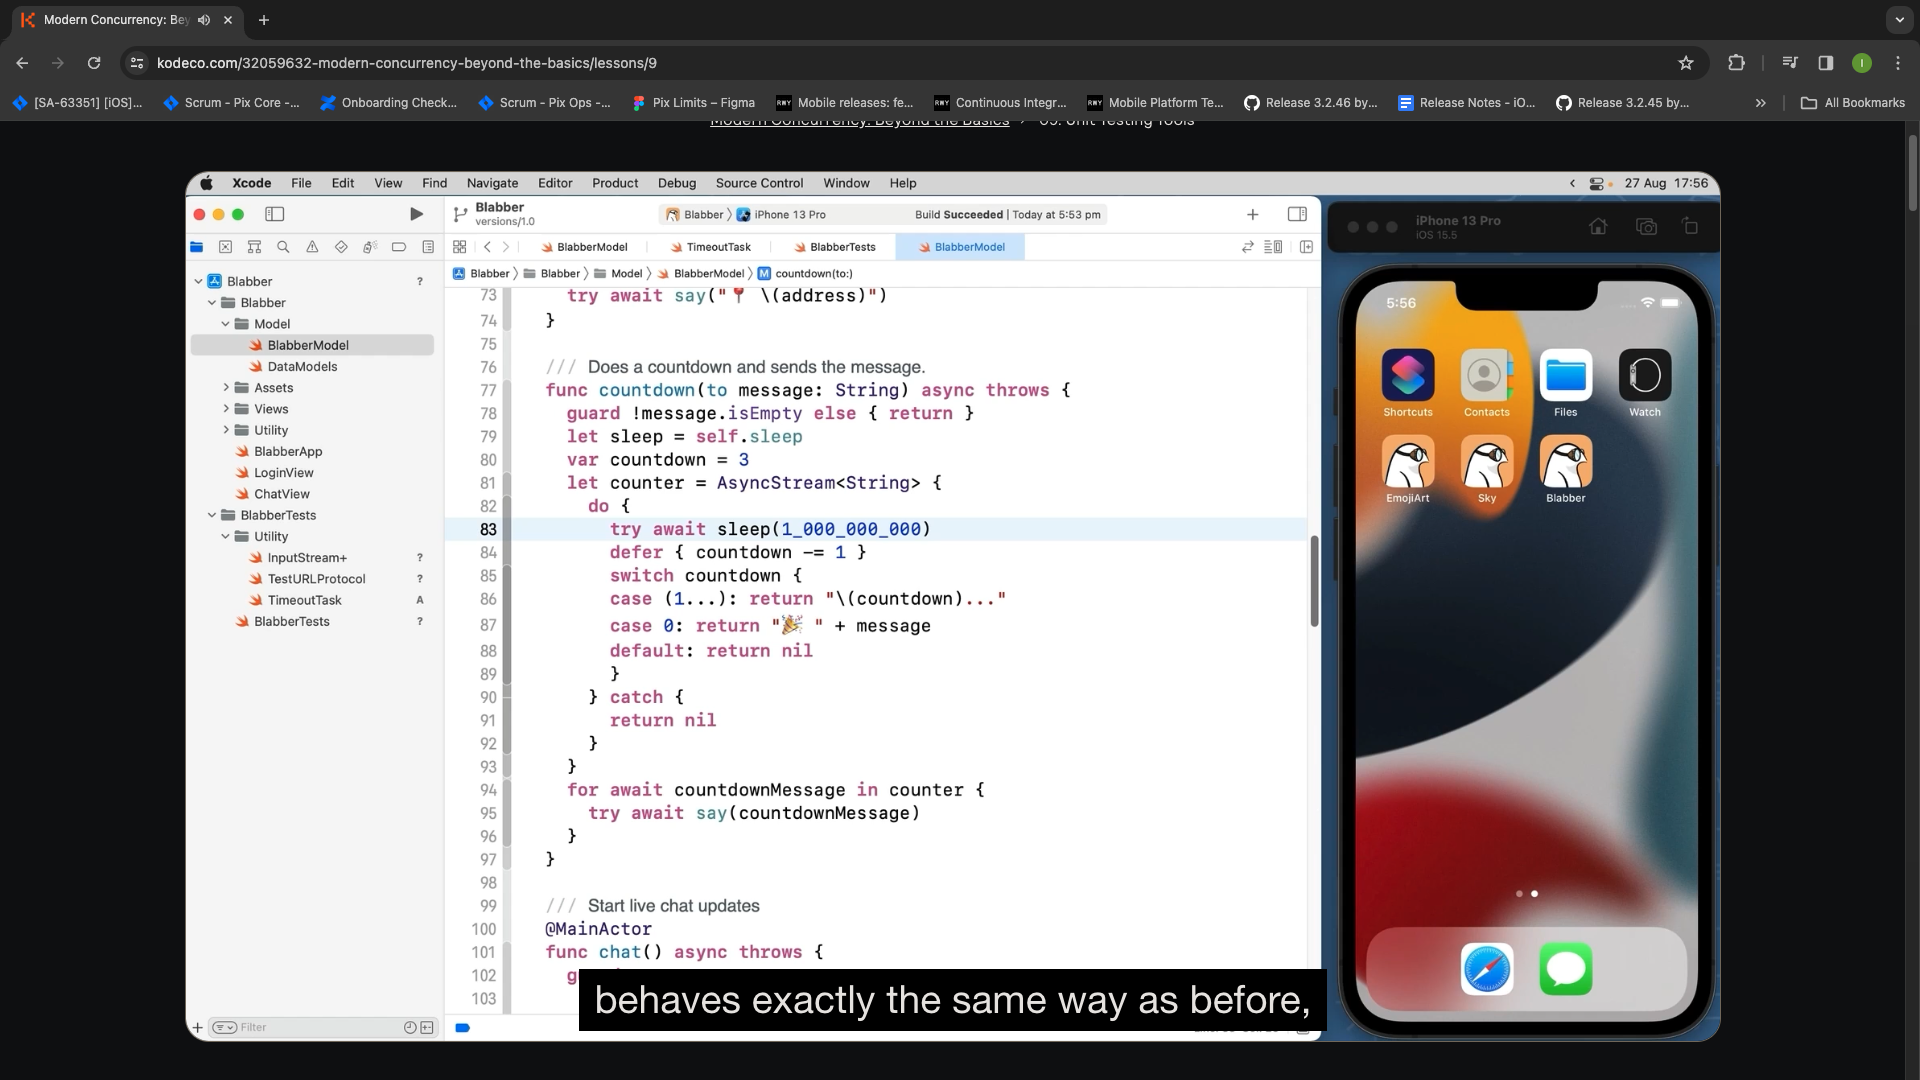 Modern Concurrency: Bey
kodeco.com/32059632-modern-concurrency-beyond-the-basics/lessons/9
[SA-63351] [iOS]...
Scrum - Pix Core -...
Onboarding Check...
Scrum - Pix Ops -...
Pix Limits – Figma
Mobile releases: fe...
Continuous Integr...
Mobile Platform Te...
Release 3.2.46 by...
Release Notes - iO...
Release 3.2.45 by...
All Bookmarks
Modern Concurrency: Beyond the Basics › 09. Unit Testing Tools
Xcode File Edit View Find Navigate Editor Product Debug Source Control Window Help
27 Aug 17:56
Blabber
versions/1.0
Blabber iPhone 13 Pro
Build Succeeded | Today at 5:53 pm
BlabberModel TimeoutTask BlabberTests BlabberModel
Blabber Blabber Model BlabberModel M countdown(to:)
Blabber ?
Blabber
Model
BlabberModel
DataModels
Assets
Views
Utility
BlabberApp
LoginView
ChatView
BlabberTests
Utility
InputStream+ ?
TestURLProtocol ?
TimeoutTask A
BlabberTests ?
Filter
73 try await say("📍 \(address)")
74 }
75
76 /// Does a countdown and sends the message.
77 func countdown(to message: String) async throws {
78 guard !message.isEmpty else { return }
79 let sleep = self.sleep
80 var countdown = 3
81 let counter = AsyncStream<String> {
82 do {
83 try await sleep(1_000_000_000)
84 defer { countdown -= 1 }
85 switch countdown {
86 case (1...): return "\(countdown)..."
87 case 0: return "🎉 " + message
88 default: return nil
89 }
90 } catch {
91 return nil
92 }
93 }
94 for await countdownMessage in counter {
95 try await say(countdownMessage)
96 }
97 }
98
99 /// Start live chat updates
100 @MainActor
101 func chat() async throws {
102
103
behaves exactly the same way as before,
iPhone 13 Pro
iOS 15.5
5:56
Shortcuts
Contacts
Files
Watch
EmojiArt
Sky
Blabber